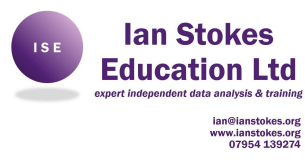 ISE
Ian Stokes
Education Ltd
expert independent data analysis & training
ian@ianstokes.org
www.ianstokes.org
07954 139274